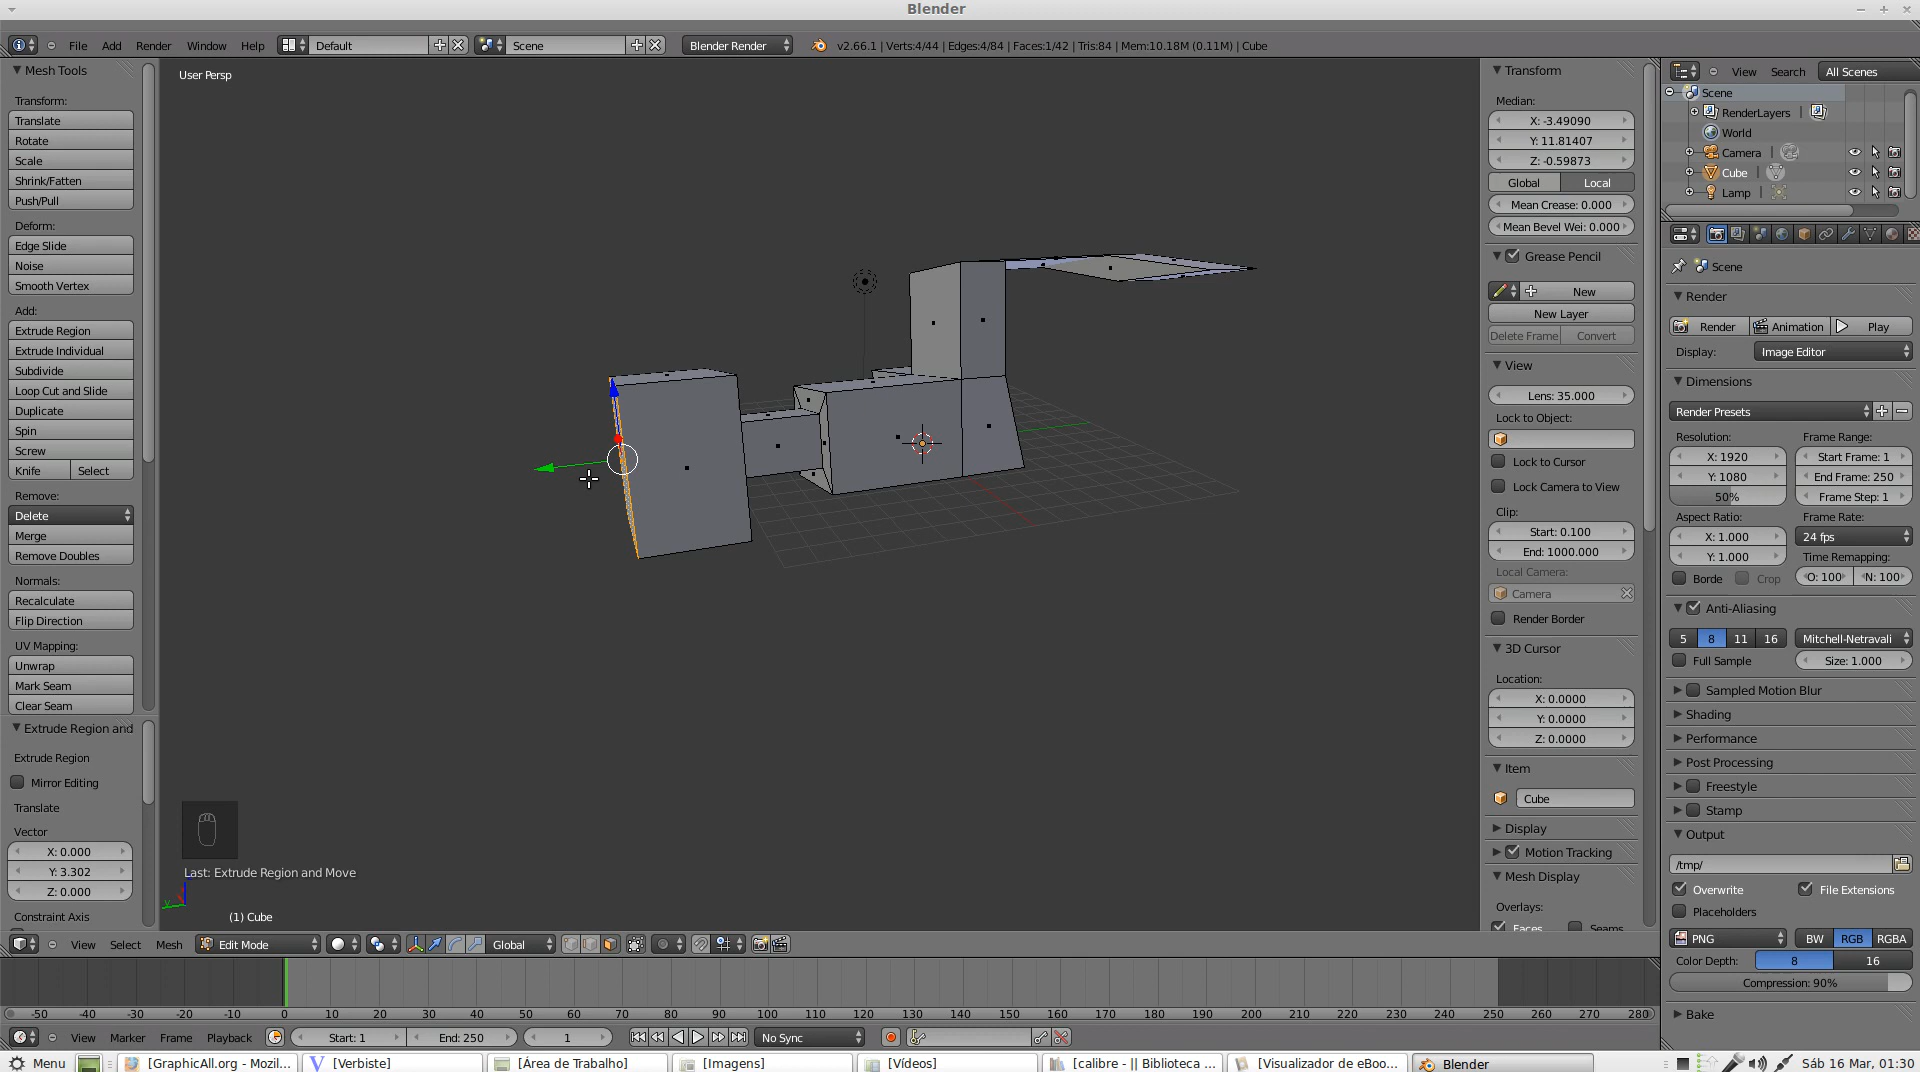 Blender
File Add Render Window Help Default Scene Blender Render v2.66.1 | Verts:4/44 | Edges:4/84 | Faces:1/42 | Tris:84 | Mem:10.18M (0.11M) | Cube
Mesh Tools
Transform:
Translate
Rotate
Scale
Shrink/Fatten
Push/Pull
Deform:
Edge Slide
Noise
Smooth Vertex
Add:
Extrude Region
Extrude Individual
Subdivide
Loop Cut and Slide
Duplicate
Spin
Screw
Knife Select
Remove:
Delete
Merge
Remove Doubles
Normals:
Recalculate
Flip Direction
UV Mapping:
Unwrap
Mark Seam
Clear Seam
Extrude Region and
Extrude Region
Mirror Editing
Translate
Vector
X: 0.000
Y: 3.302
Z: 0.000
Constraint Axis
User Persp
Last: Extrude Region and Move
(1) Cube
Transform
Median:
X: -3.49090
Y: 11.81407
Z: -0.59873
Global Local
Mean Crease: 0.000
Mean Bevel Wei: 0.000
Grease Pencil
New
New Layer
Delete Frame Convert
View
Lens: 35.000
Lock to Object:
Lock to Cursor
Lock Camera to View
Clip:
Start: 0.100
End: 1000.000
Local Camera:
Camera
Render Border
3D Cursor
Location:
X: 0.0000
Y: 0.0000
Z: 0.0000
Item
Cube
Display
Motion Tracking
Mesh Display
Overlays:
Faces Seams
View Search All Scenes
Scene
RenderLayers |
World
Camera |
Cube |
Lamp |
Scene
Render
Render Animation Play
Display: Image Editor
Dimensions
Render Presets
Resolution: Frame Range:
X: 1920 Start Frame: 1
Y: 1080 End Frame: 250
50% Frame Step: 1
Aspect Ratio: Frame Rate:
X: 1.000 24 fps
Y: 1.000 Time Remapping:
Borde Crop O: 100 N: 100
Anti-Aliasing
5 8 11 16 Mitchell-Netravali
Full Sample Size: 1.000
Sampled Motion Blur
Shading
Performance
Post Processing
Freestyle
Stamp
Output
/tmp/
Overwrite File Extensions
Placeholders
PNG BW RGB RGBA
Color Depth: 8 16
Compression: 90%
Bake
View Select Mesh Edit Mode Global
-50 -40 -30 -20 -10 0 10 20 30 40 50 60 70 80 90 100 110 120 130 140 150 160 170 180 190 200 210 220 230 240 250 260 270 280
View Marker Frame Playback Start: 1 End: 250 1 No Sync
Menu [GraphicAll.org - Mozil... [Verbiste] [Área de Trabalho] [Imagens] [Vídeos] [calibre - || Biblioteca ... [Visualizador de eBoo... Blender Sáb 16 Mar, 01:30